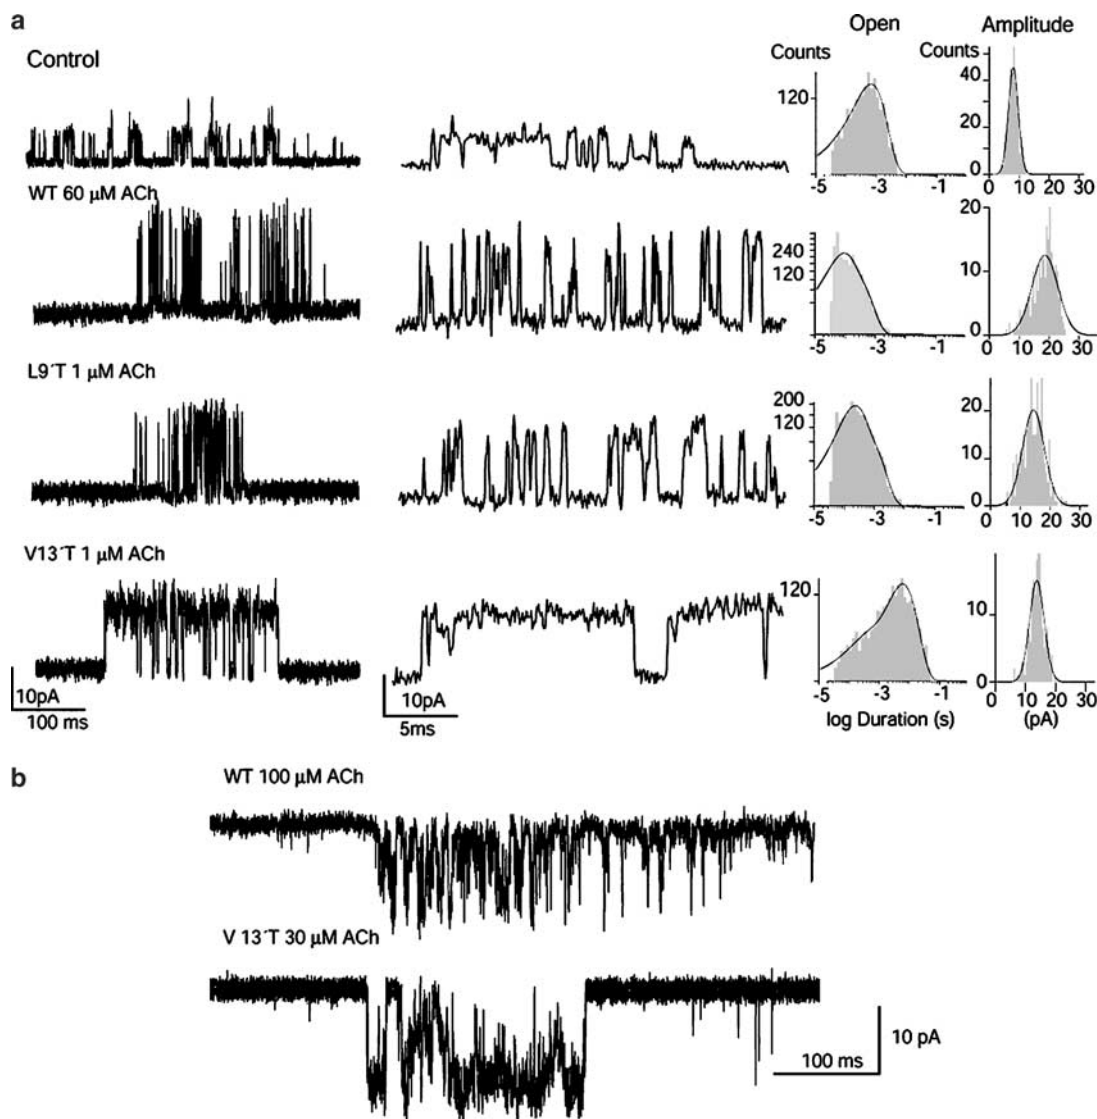 a
Open
Amplitude
Control
Counts
Counts
120
40
20
0
-5
-3
-1
0
10
20
30
WT 60 µM ACh
240
120
20
10
0
-5
-3
-1
0
10
20
30
L9´T 1 µM ACh
200
120
20
10
0
-5
-3
-1
0
10
20
30
V13´T 1 µM ACh
120
10
0
-5
-3
-1
0
10
20
30
log Duration (s)
(pA)
10pA
100 ms
10pA
5ms
b
WT 100 µM ACh
V 13´T 30 µM ACh
10 pA
100 ms